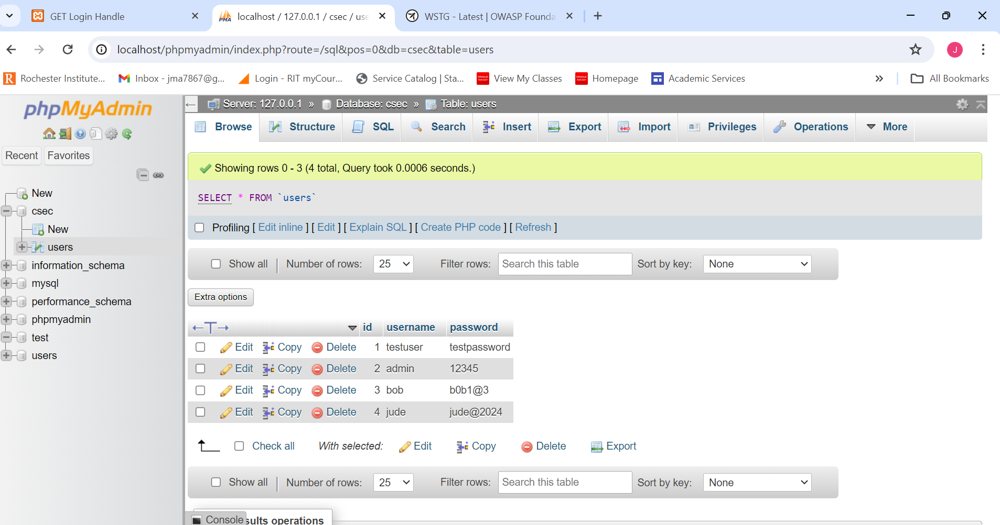 GET Login Handle
localhost / 127.0.0.1 / csec / use
WSTG - Latest | OWASP Founda
localhost/phpmyadmin/index.php?route=/sql&pos=0&db=csec&table=users
J
Rochester Institute...
Inbox - jma7867@g...
Login - RIT myCour...
Service Catalog | Sta...
View My Classes
Homepage
Academic Services
All Bookmarks
phpMyAdmin
Recent
Favorites
New
csec
New
users
information_schema
mysql
performance_schema
phpmyadmin
test
users
Server: 127.0.0.1 » Database: csec » Table: users
Browse Structure SQL Search Insert Export Import Privileges Operations More
Showing rows 0 - 3 (4 total, Query took 0.0006 seconds.)
SELECT * FROM `users`
Profiling [ Edit inline ] [ Edit ] [ Explain SQL ] [ Create PHP code ] [ Refresh ]
Show all | Number of rows: 25 Filter rows: Search this table Sort by key: None
Extra options
←T→ id username password
Edit Copy Delete 1 testuser testpassword
Edit Copy Delete 2 admin 12345
Edit Copy Delete 3 bob b0b1@3
Edit Copy Delete 4 jude jude@2024
Check all With selected: Edit Copy Delete Export
Show all | Number of rows: 25 Filter rows: Search this table Sort by key: None
Console
sults operations